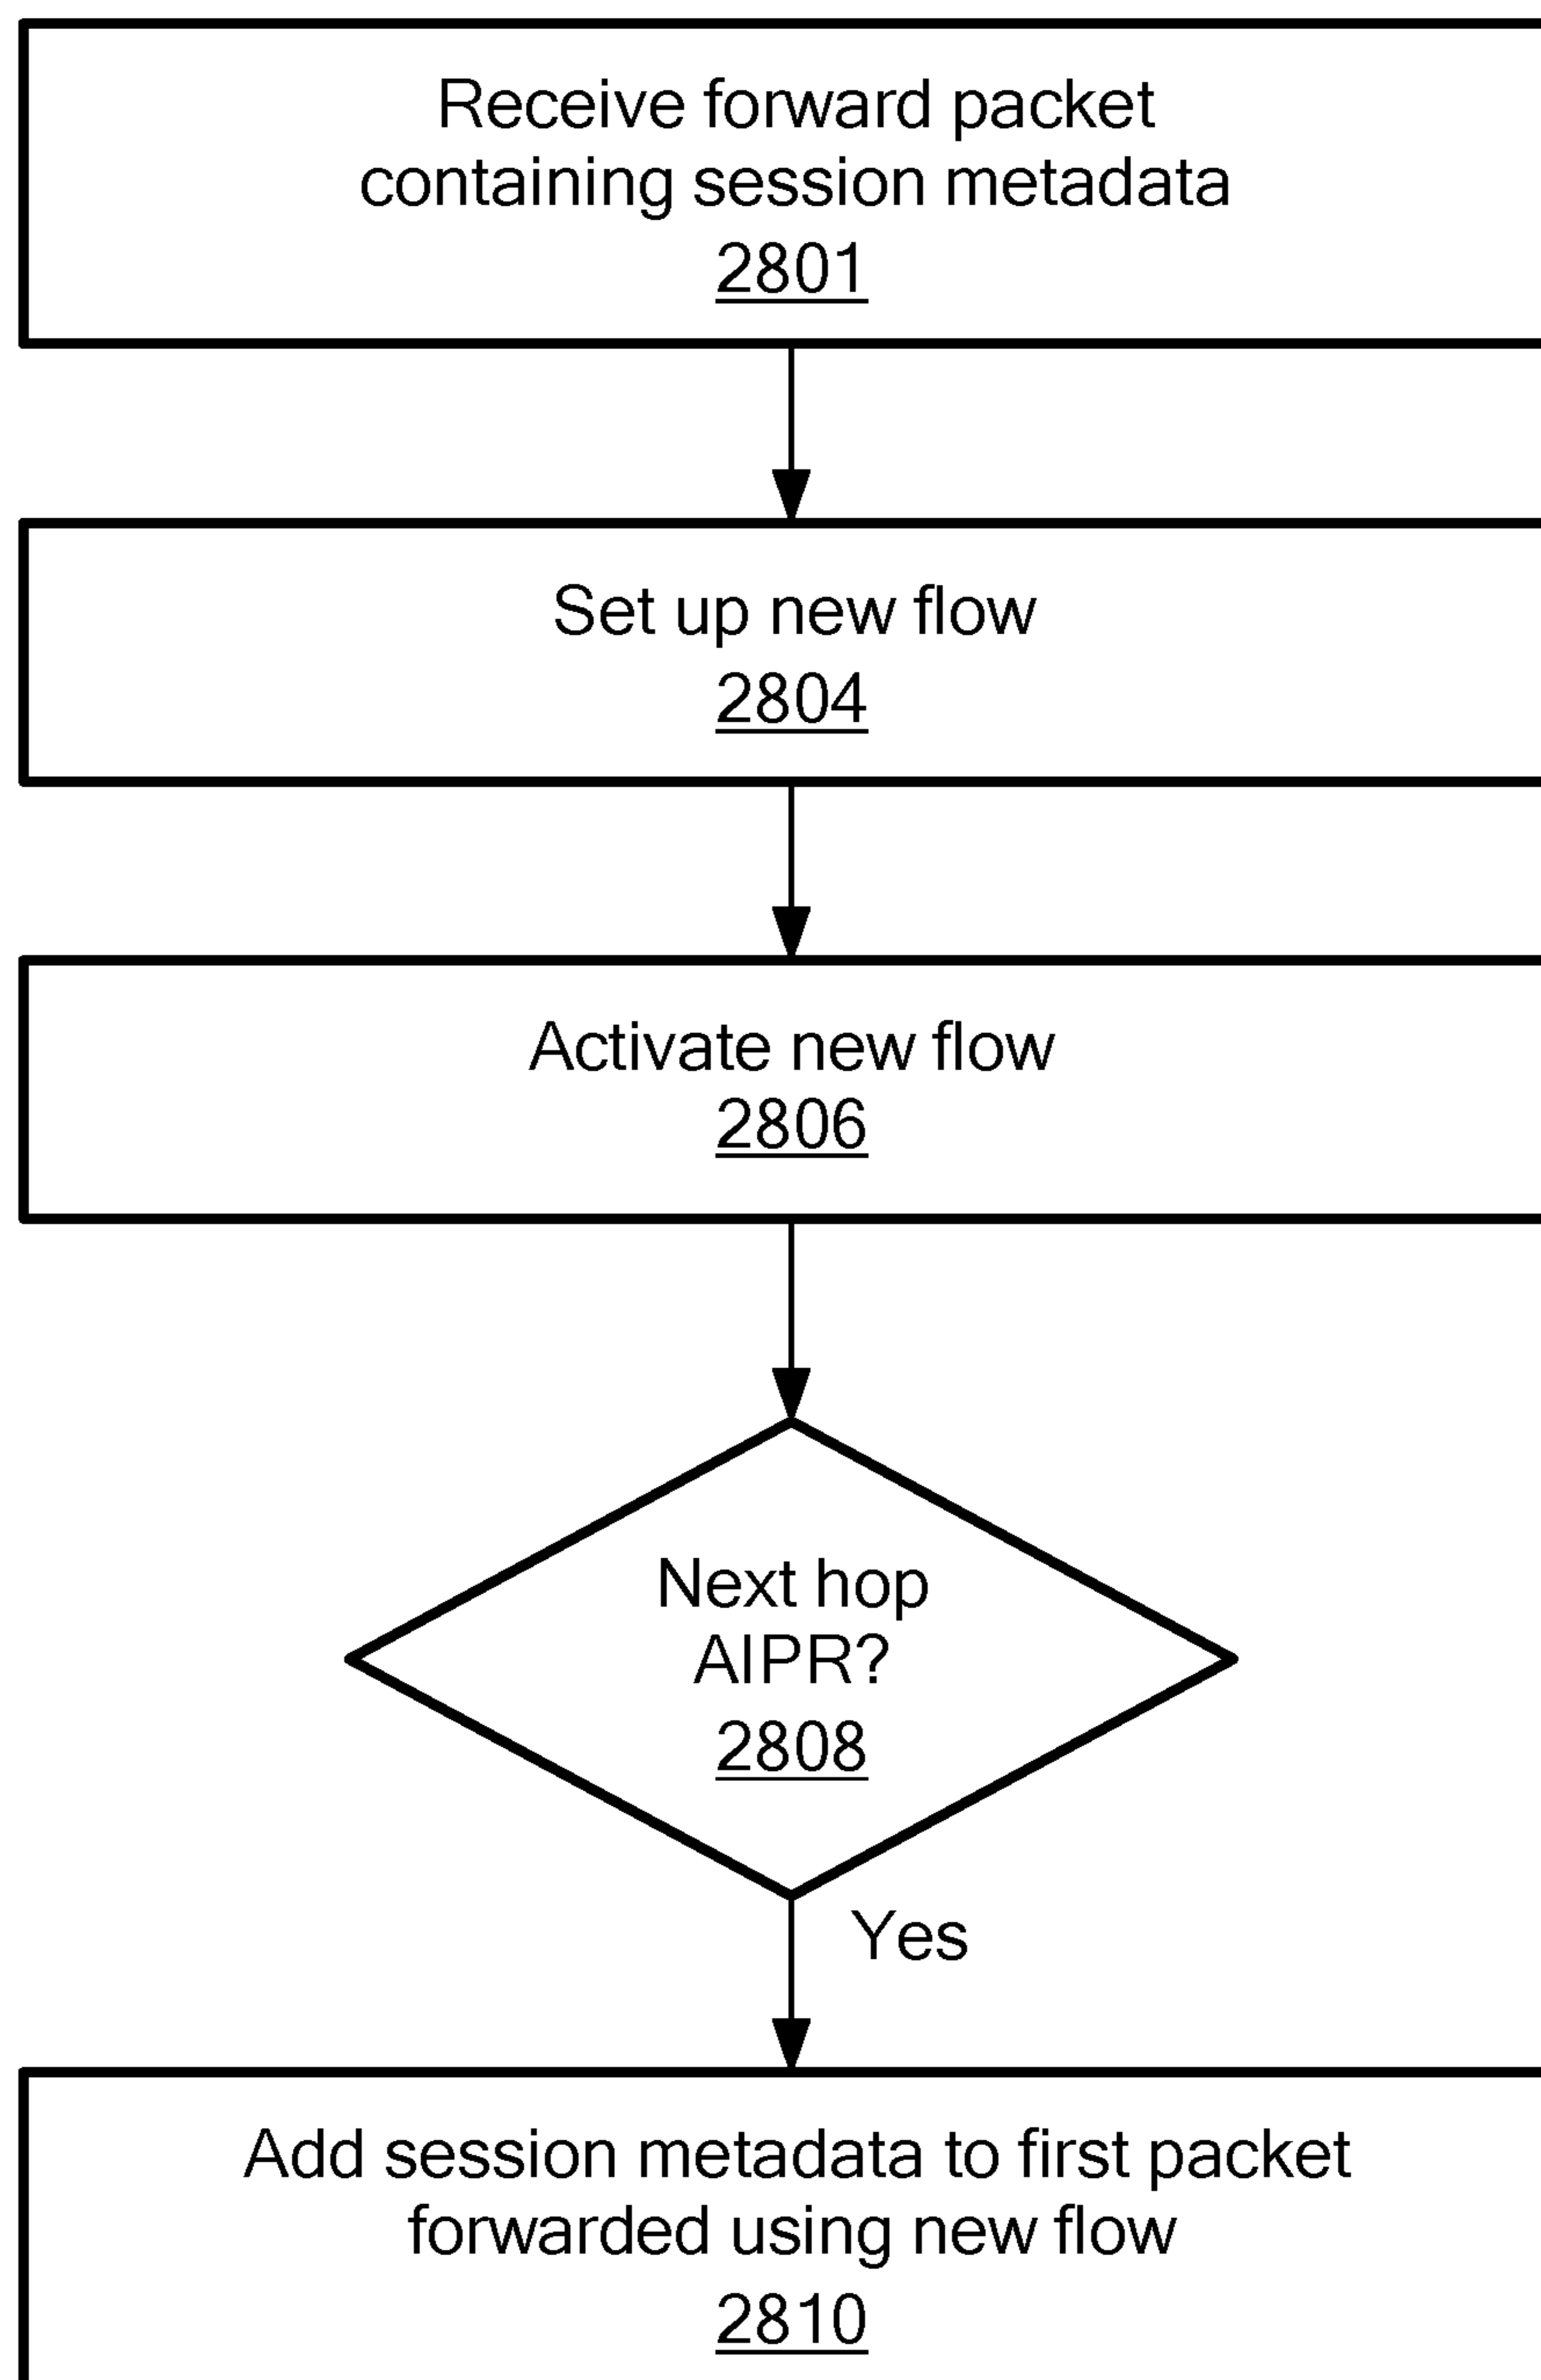 Receive forward packet
containing session metadata
2801
Set up new flow
2804
Activate new flow
2806
Next hop
AIPR?
2808
Yes
Add session metadata to first packet
forwarded using new flow
2810